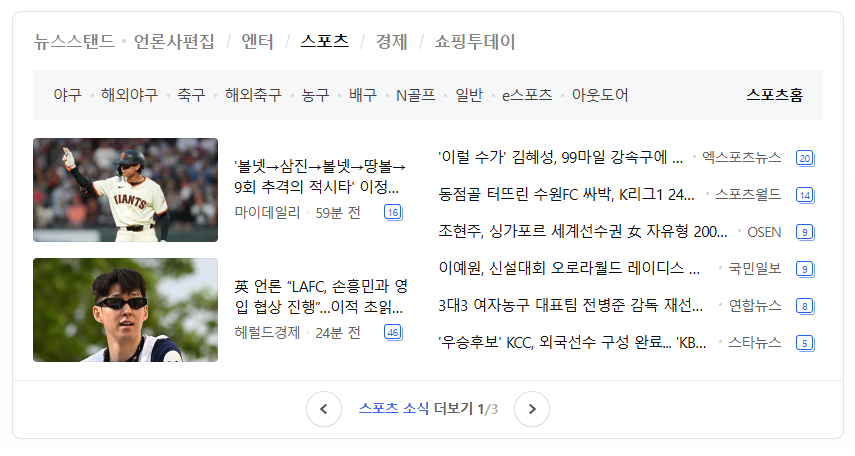 뉴스스탠드 · 언론사편집 / 엔터 / 스포츠 / 경제 / 쇼핑투데이
야구 · 해외야구 · 축구 · 해외축구 · 농구 · 배구 · N골프 · 일반 · e스포츠 · 아웃도어 스포츠홈
GIANTS
'볼넷→삼진→볼넷→땅볼→
9회 추격의 적시타' 이정...
마이데일리 · 59분 전 16
英 언론 “LAFC, 손흥민과 영
입 협상 진행”…이적 초읽...
헤럴드경제 · 24분 전 46
'이럴 수가' 김혜성, 99마일 강속구에 ... · 엑스포츠뉴스 20
동점골 터뜨린 수원FC 싸박, K리그1 24... · 스포츠월드 14
조현주, 싱가포르 세계선수권 女 자유형 200... · OSEN 9
이예원, 신설대회 오로라월드 레이디스 ... · 국민일보 9
3대3 여자농구 대표팀 전병준 감독 재선... · 연합뉴스 8
'우승후보' KCC, 외국선수 구성 완료... 'KB... · 스타뉴스 5
스포츠 소식 더보기 1/3